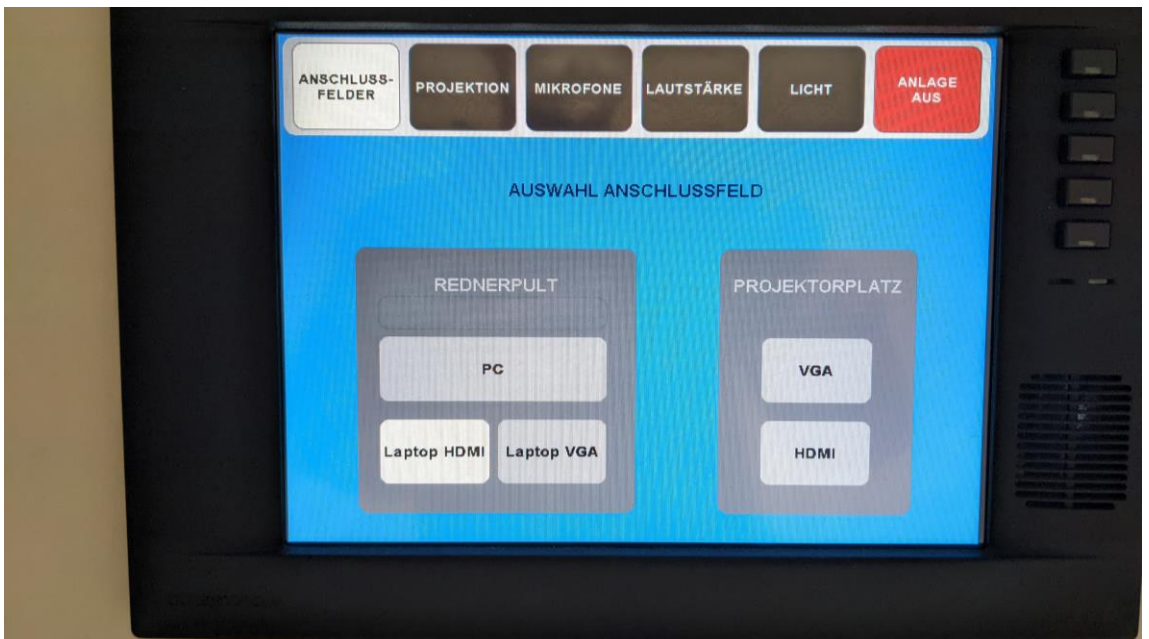 ANSCHLUSS-
FELDER
PROJEKTION
MIKROFONE
LAUTSTÄRKE
LICHT
ANLAGE
AUS
AUSWAHL ANSCHLUSSFELD
REDNERPULT
PC
Laptop HDMI
Laptop VGA
PROJEKTORPLATZ
VGA
HDMI